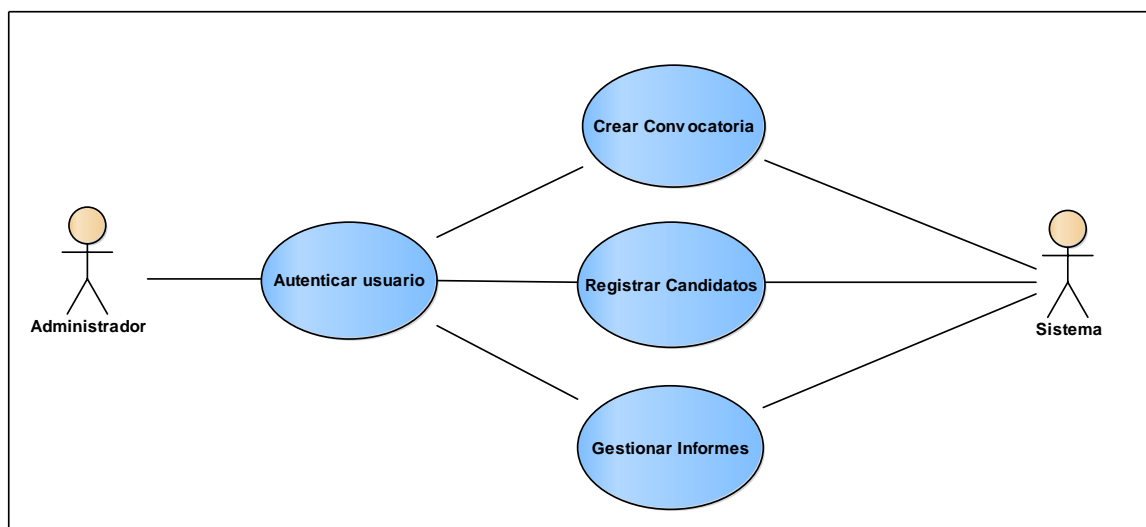 Crear Convocatoria
Autenticar usuario
Registrar Candidatos
Administrador
Sistema
Gestionar Informes